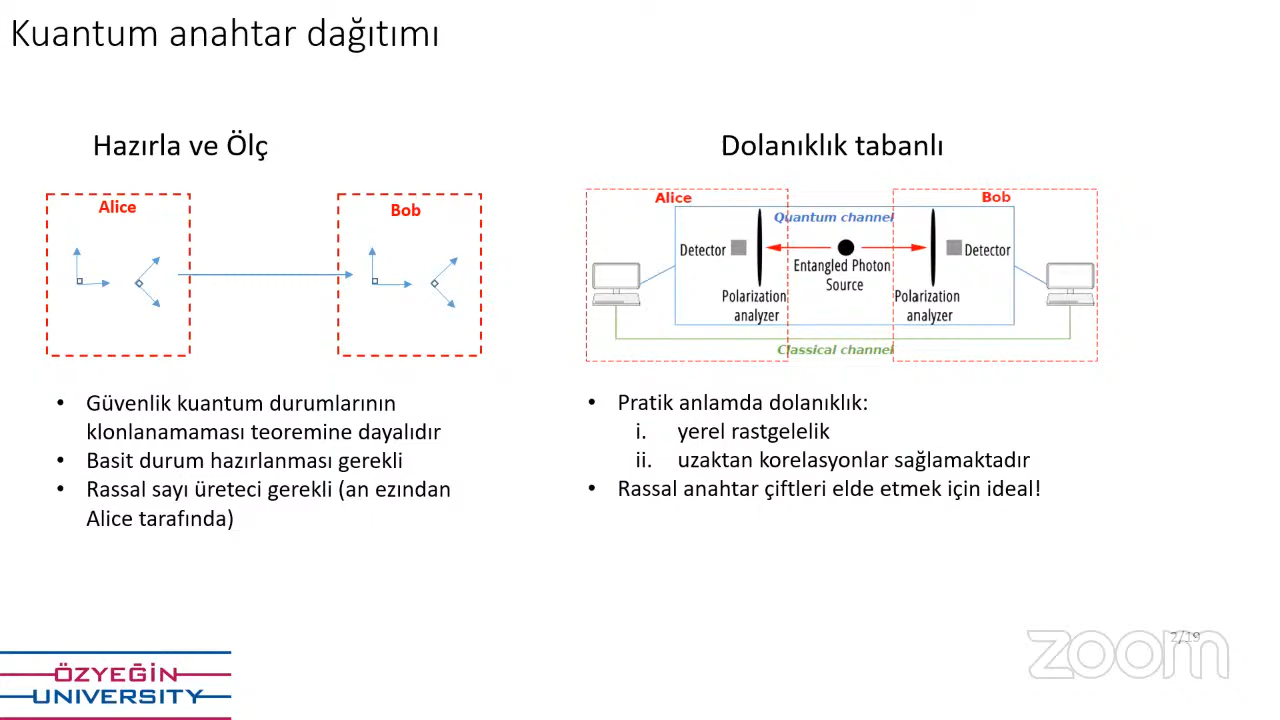 Kuantum anahtar dağıtımı
Hazırla ve Ölç
Alice
Bob
• Güvenlik kuantum durumlarının
klonlanamaması teoremine dayalıdır
• Basit durum hazırlanması gerekli
• Rassal sayı üreteci gerekli (an ezından
Alice tarafında)
Dolanıklık tabanlı
Alice
Bob
Quantum channel
Detector
Detector
Entangled Photon
Source
Polarization
analyzer
Polarization
analyzer
Classical channel
• Pratik anlamda dolanıklık:
i. yerel rastgelelik
ii. uzaktan korelasyonlar sağlamaktadır
• Rassal anahtar çiftleri elde etmek için ideal!
ÖZYEĞİN
UNIVERSITY
2/19
zoom